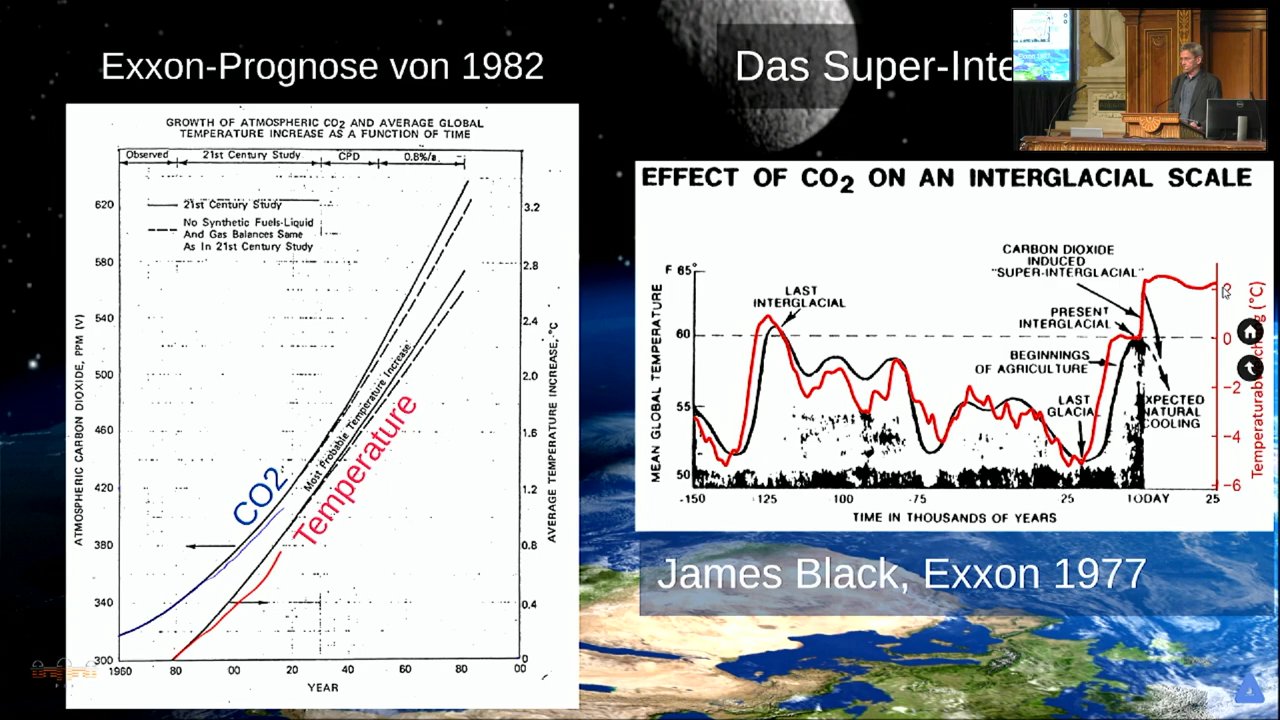 Exxon-Prognose von 1982
GROWTH OF ATMOSPHERIC CO2 AND AVERAGE GLOBAL
TEMPERATURE INCREASE AS A FUNCTION OF TIME
Observed 21st Century Study CPD 0.8%/a
21st Century Study
No Synthetic Fuels-Liquid
And Gas Balances Same
As In 21st Century Study
ATMOSPHERIC CARBON DIOXIDE, PPM (V)
620
580
540
500
460
420
380
340
300
3.2
2.8
2.4
2.0
1.6
1.2
0.8
0.4
0
AVERAGE TEMPERATURE INCREASE, °C
Most Probable Temperature Increase
CO2
Temperature
1960 80 00 20 40 60 80 00
YEAR
Das Super-Inte
EFFECT OF CO2 ON AN INTERGLACIAL SCALE
MEAN GLOBAL TEMPERATURE
F 65°
60
55
50
LAST
INTERGLACIAL
CARBON DIOXIDE
INDUCED
"SUPER-INTERGLACIAL"
PRESENT
INTERGLACIAL
BEGINNINGS
OF AGRICULTURE
LAST
GLACIAL
EXPECTED
NATURAL
COOLING
0
−2
−4
−6
(°C)
-150 -125 -100 -75 25 TODAY 25
TIME IN THOUSANDS OF YEARS
James Black, Exxon 1977